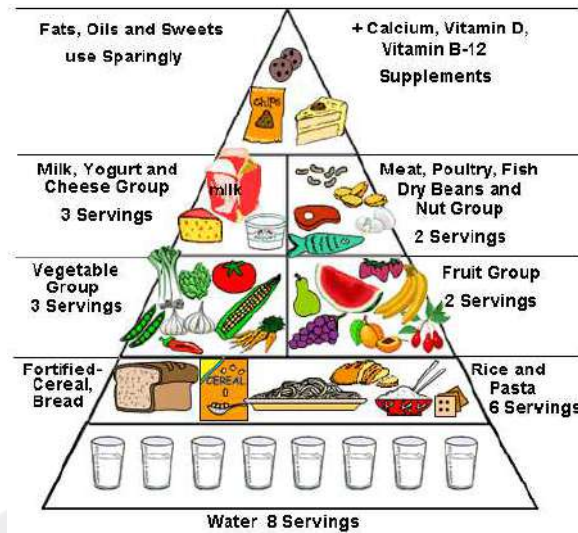 Fats, Oils and Sweets
use Sparingly
+ Calcium, Vitamin D,
Vitamin B-12
Supplements
chips
Milk, Yogurt and
Cheese Group
3 Servings
milk
Meat, Poultry, Fish
Dry Beans and
Nut Group
2 Servings
Vegetable
Group
3 Servings
Fruit Group
2 Servings
Fortified-
Cereal,
Bread
CEREAL
Rice and
Pasta
6 Servings
Water 8 Servings